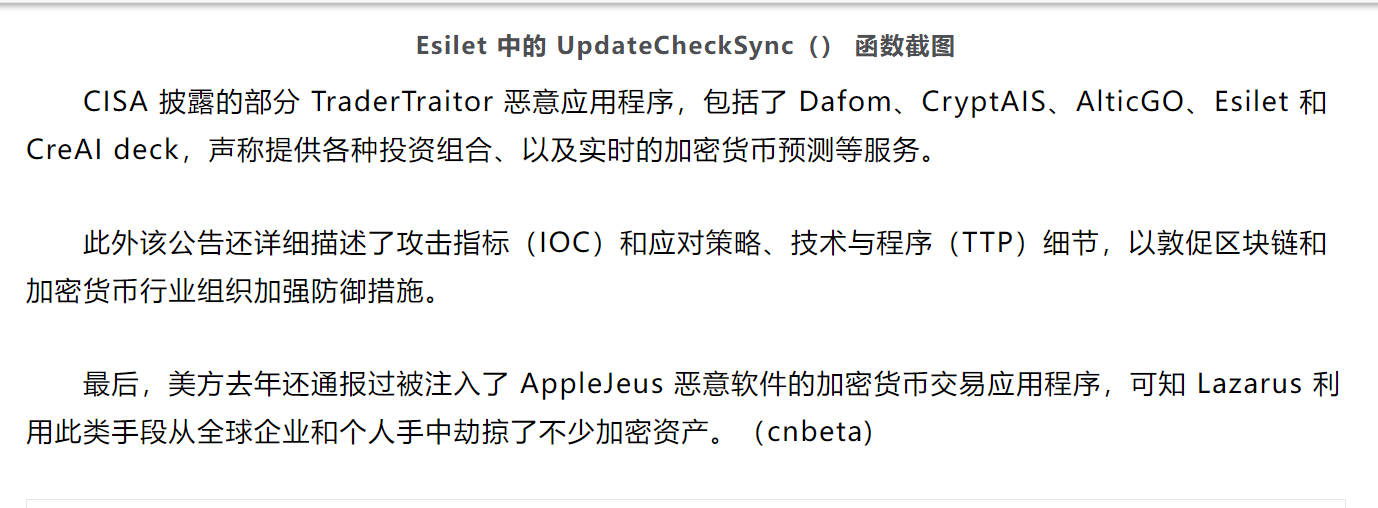 Esilet 中的 UpdateCheckSync（） 函数截图
CISA 披露的部分 TraderTraitor 恶意应用程序，包括了 Dafom、CryptAIS、AlticGO、Esilet 和
CreAI deck，声称提供各种投资组合、以及实时的加密货币预测等服务。
此外该公告还详细描述了攻击指标（IOC）和应对策略、技术与程序（TTP）细节，以敦促区块链和
加密货币行业组织加强防御措施。
最后，美方去年还通报过被注入了 AppleJeus 恶意软件的加密货币交易应用程序，可知 Lazarus 利
用此类手段从全球企业和个人手中劫掠了不少加密资产。（cnbeta)